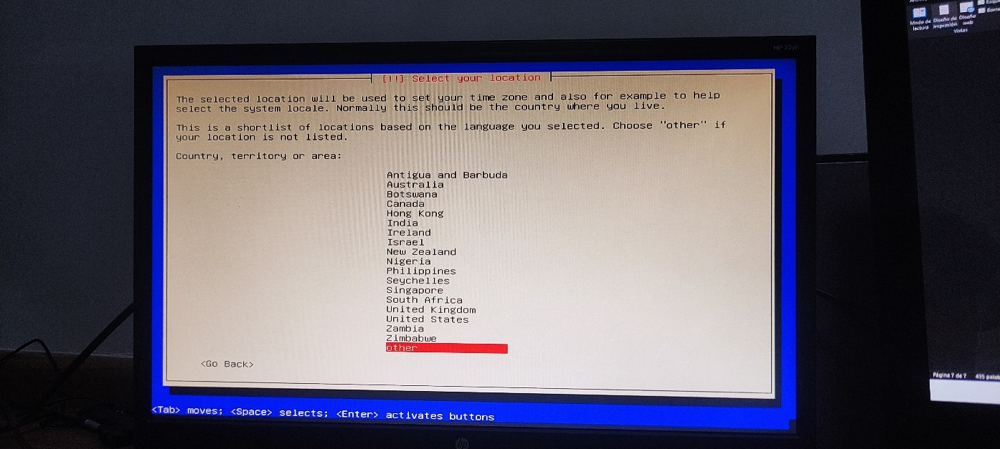 HP 22yh
[!!] Select your location
The selected location will be used to set your time zone and also for example to help
select the system locale. Normally this should be the country where you live.
This is a shortlist of locations based on the language you selected. Choose "other" if
your location is not listed.
Country, territory or area:
Antigua and Barbuda
Australia
Botswana
Canada
Hong Kong
India
Ireland
Israel
New Zealand
Nigeria
Philippines
Seychelles
Singapore
South Africa
United Kingdom
United States
Zambia
Zimbabwe
other
<Go Back>
<Tab> moves; <Space> selects; <Enter> activates buttons
hp
Modo de lectura
Diseño de impresión
Diseño web
Vistas
Página 7 de 7